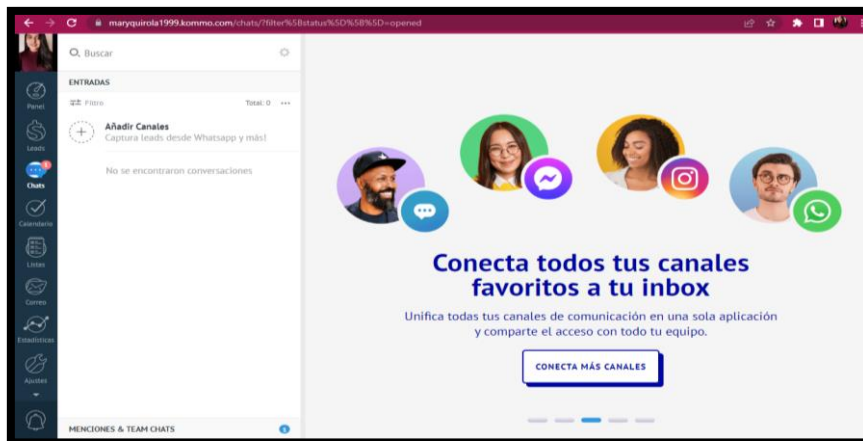 maryquirola1999.kommo.com/chats/?filter%5Bstatus%5D%5B%5D=opened
Panel
Leads
Chats
Calendario
Listas
Correo
Estadísticas
Ajustes
Buscar
ENTRADAS
Filtro
Total: 0
Añadir Canales
Captura leads desde Whatsapp y más!
No se encontraron conversaciones
MENCIONES & TEAM CHATS
Conecta todos tus canales
favoritos a tu inbox
Unifica todas tus canales de comunicación en una sola aplicación
y comparte el acceso con todo tu equipo.
CONECTA MÁS CANALES